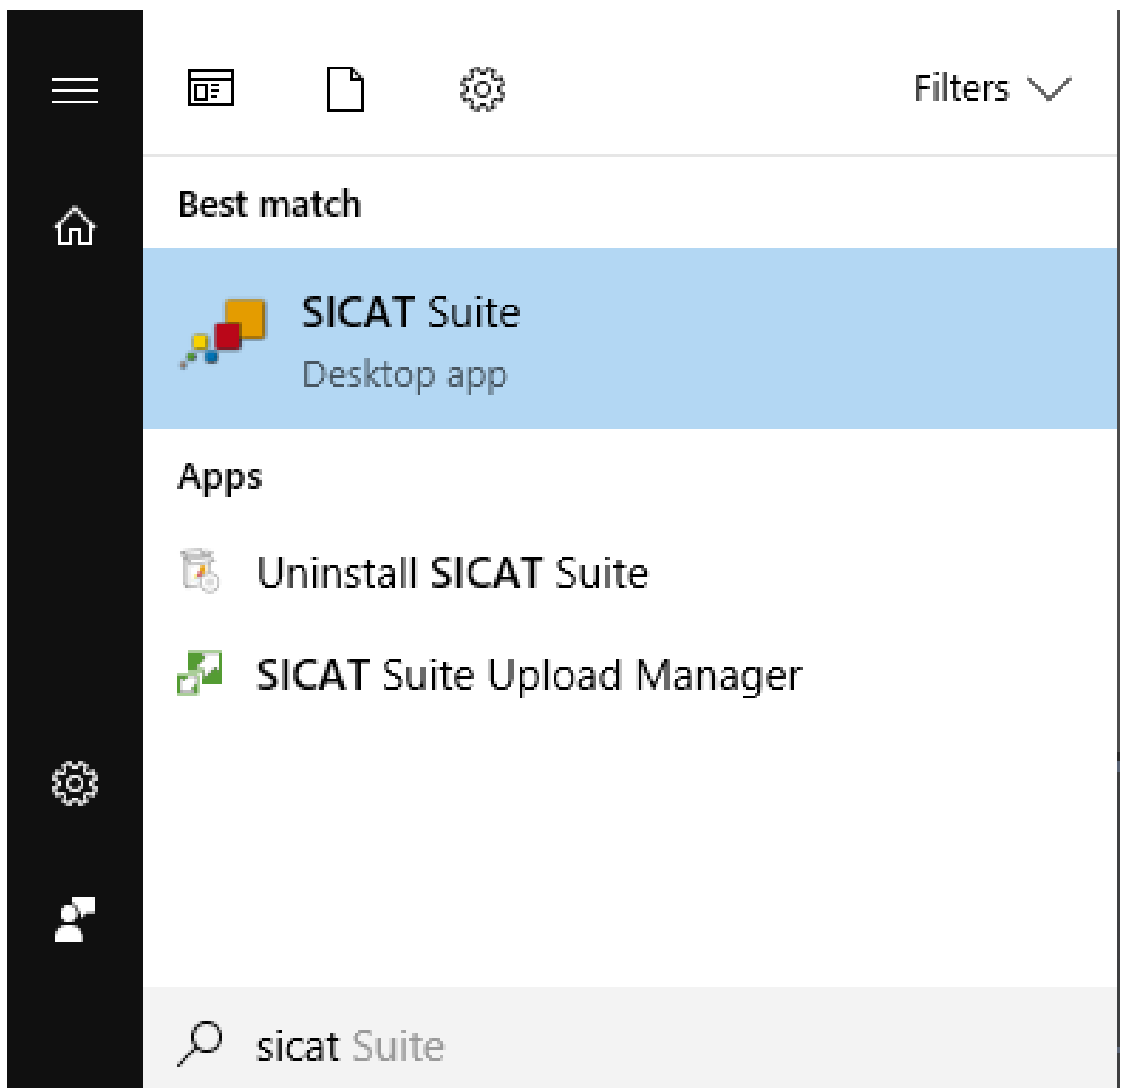 Filters
Best match
SICAT Suite
Desktop app
Apps
Uninstall SICAT Suite
SICAT Suite Upload Manager
sicat Suite